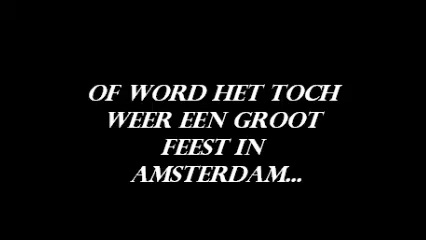 OF WORD HET TOCH
WEER EEN GROOT
FEEST IN
AMSTERDAM...